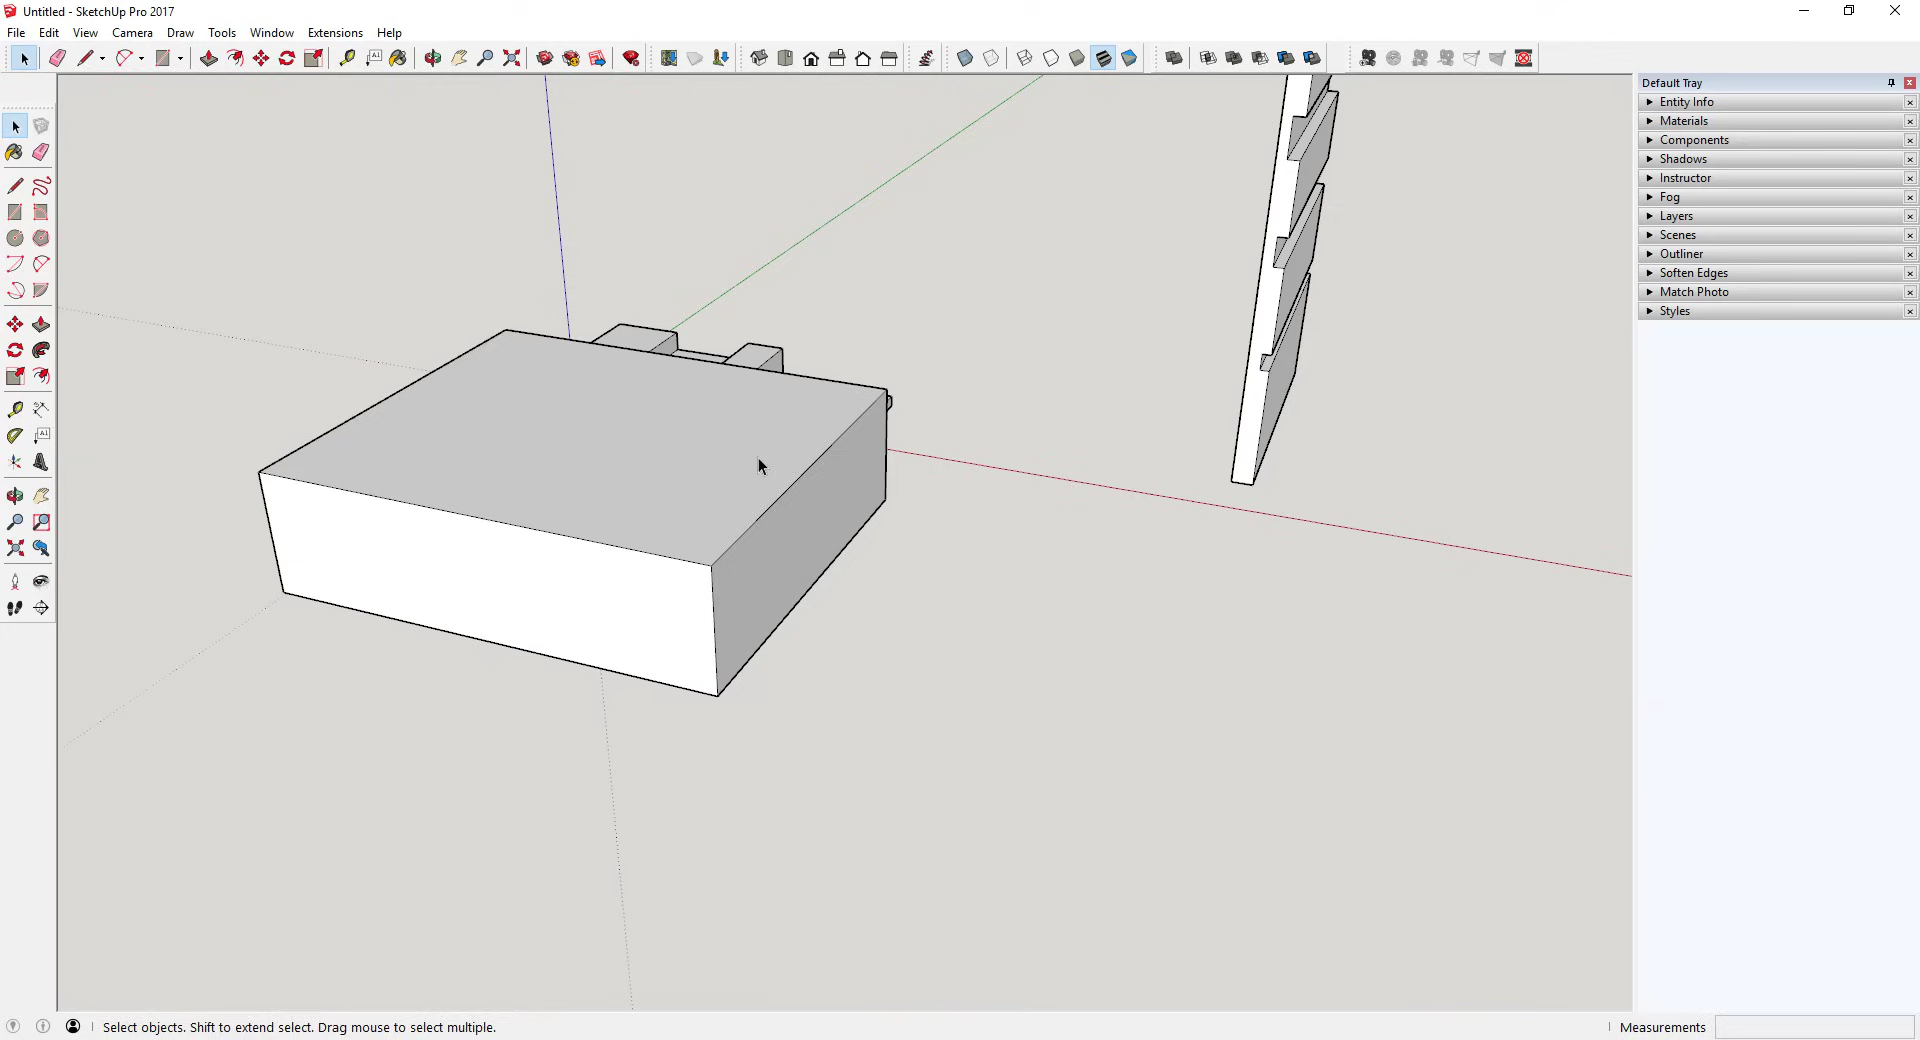 Untitled - SketchUp Pro 2017
File Edit View Camera Draw Tools Window Extensions Help
Default Tray
Entity Info
Materials
Components
Shadows
Instructor
Fog
Layers
Scenes
Outliner
Soften Edges
Match Photo
Styles
A1
Select objects. Shift to extend select. Drag mouse to select multiple.
Measurements